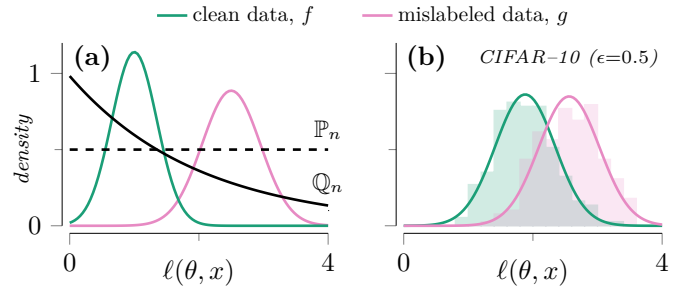 clean data, f    mislabeled data, g
(a)    (b)    CIFAR–10 (ϵ=0.5)
1
ℙₙ
density
ℚₙ
0
0    4    0    4
ℓ(θ, x)    ℓ(θ, x)